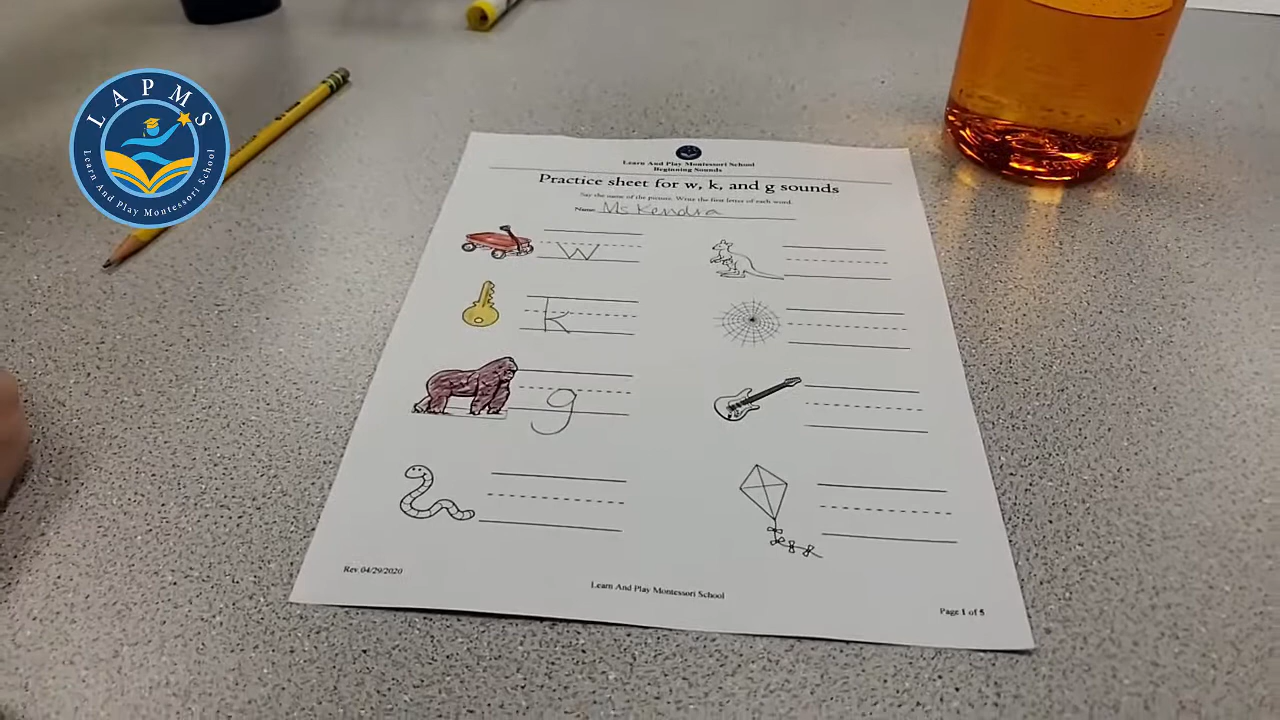 LAPMS
Learn And Play Montessori School
Learn And Play Montessori School
Beginning Sounds
Practice sheet for w, k, and g sounds
Say the name of the picture. Write the first letter of each word.
Name: Ms Kendra
w
k
g
Rev. 04/29/2020
Learn And Play Montessori School
Page 1 of 5